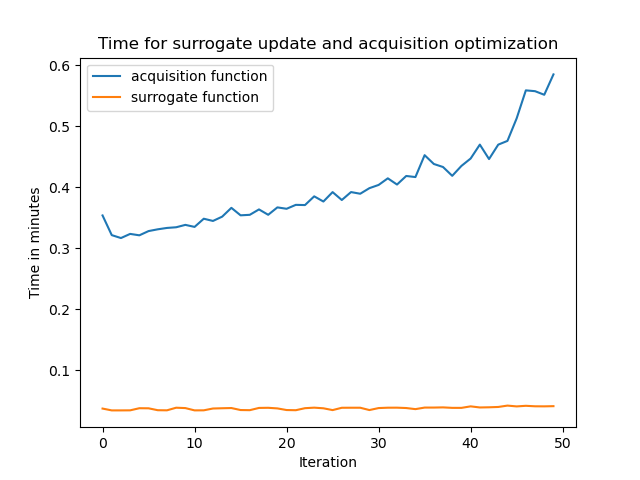 Time for surrogate update and acquisition optimization
acquisition function
surrogate function
Time in minutes
0.6
0.5
0.4
0.3
0.2
0.1
0 10 20 30 40 50
Iteration